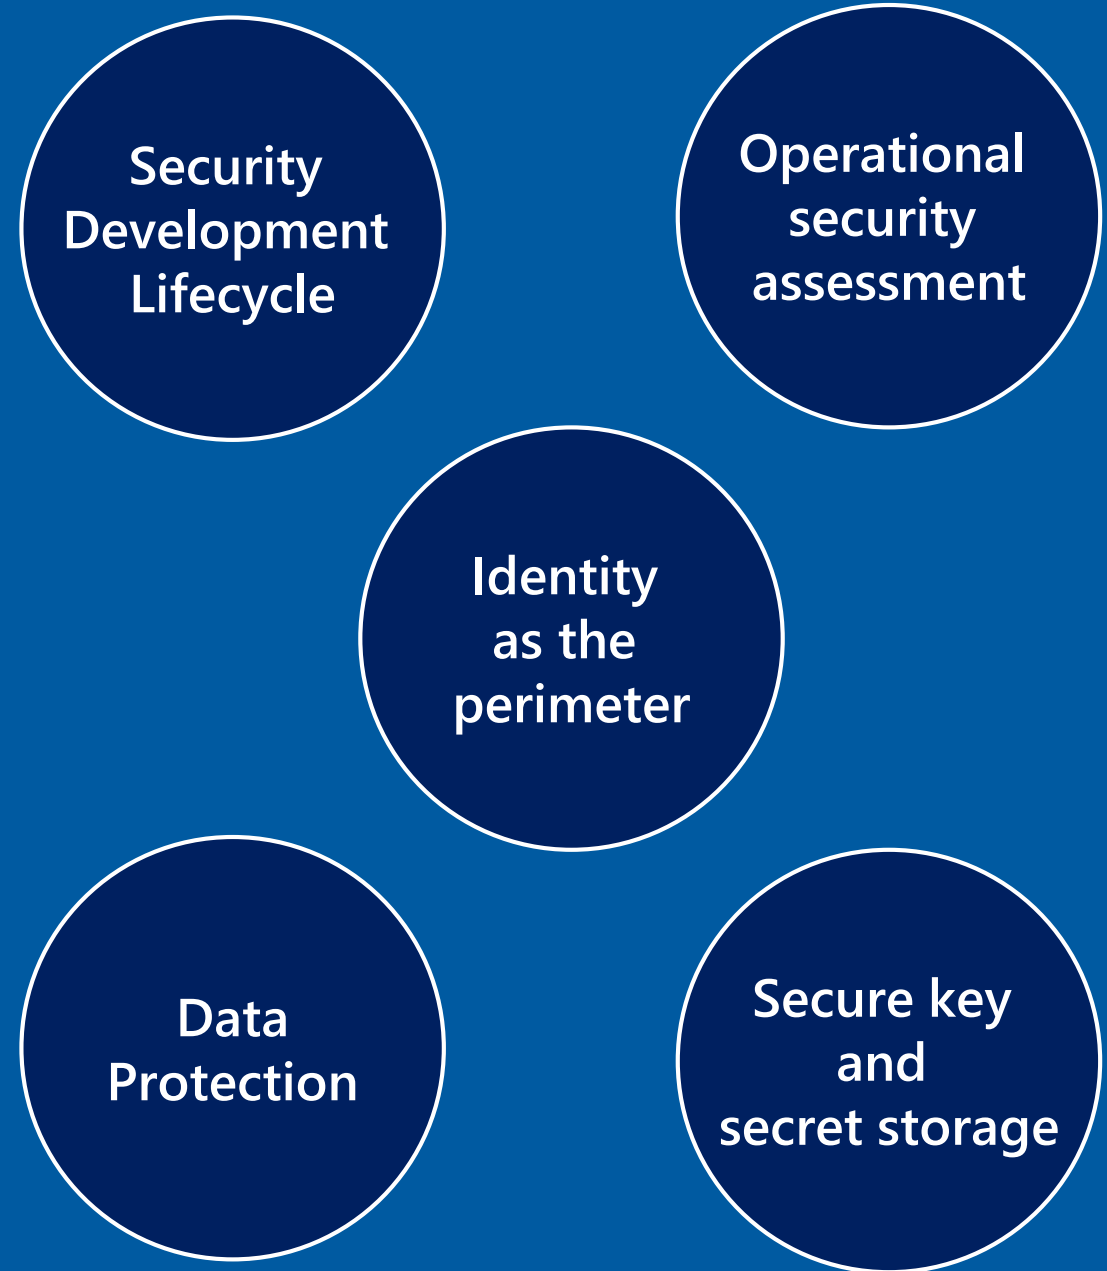 Security
Development
Lifecycle
Operational
security
assessment
Identity
as the
perimeter
Data
Protection
Secure key
and
secret storage